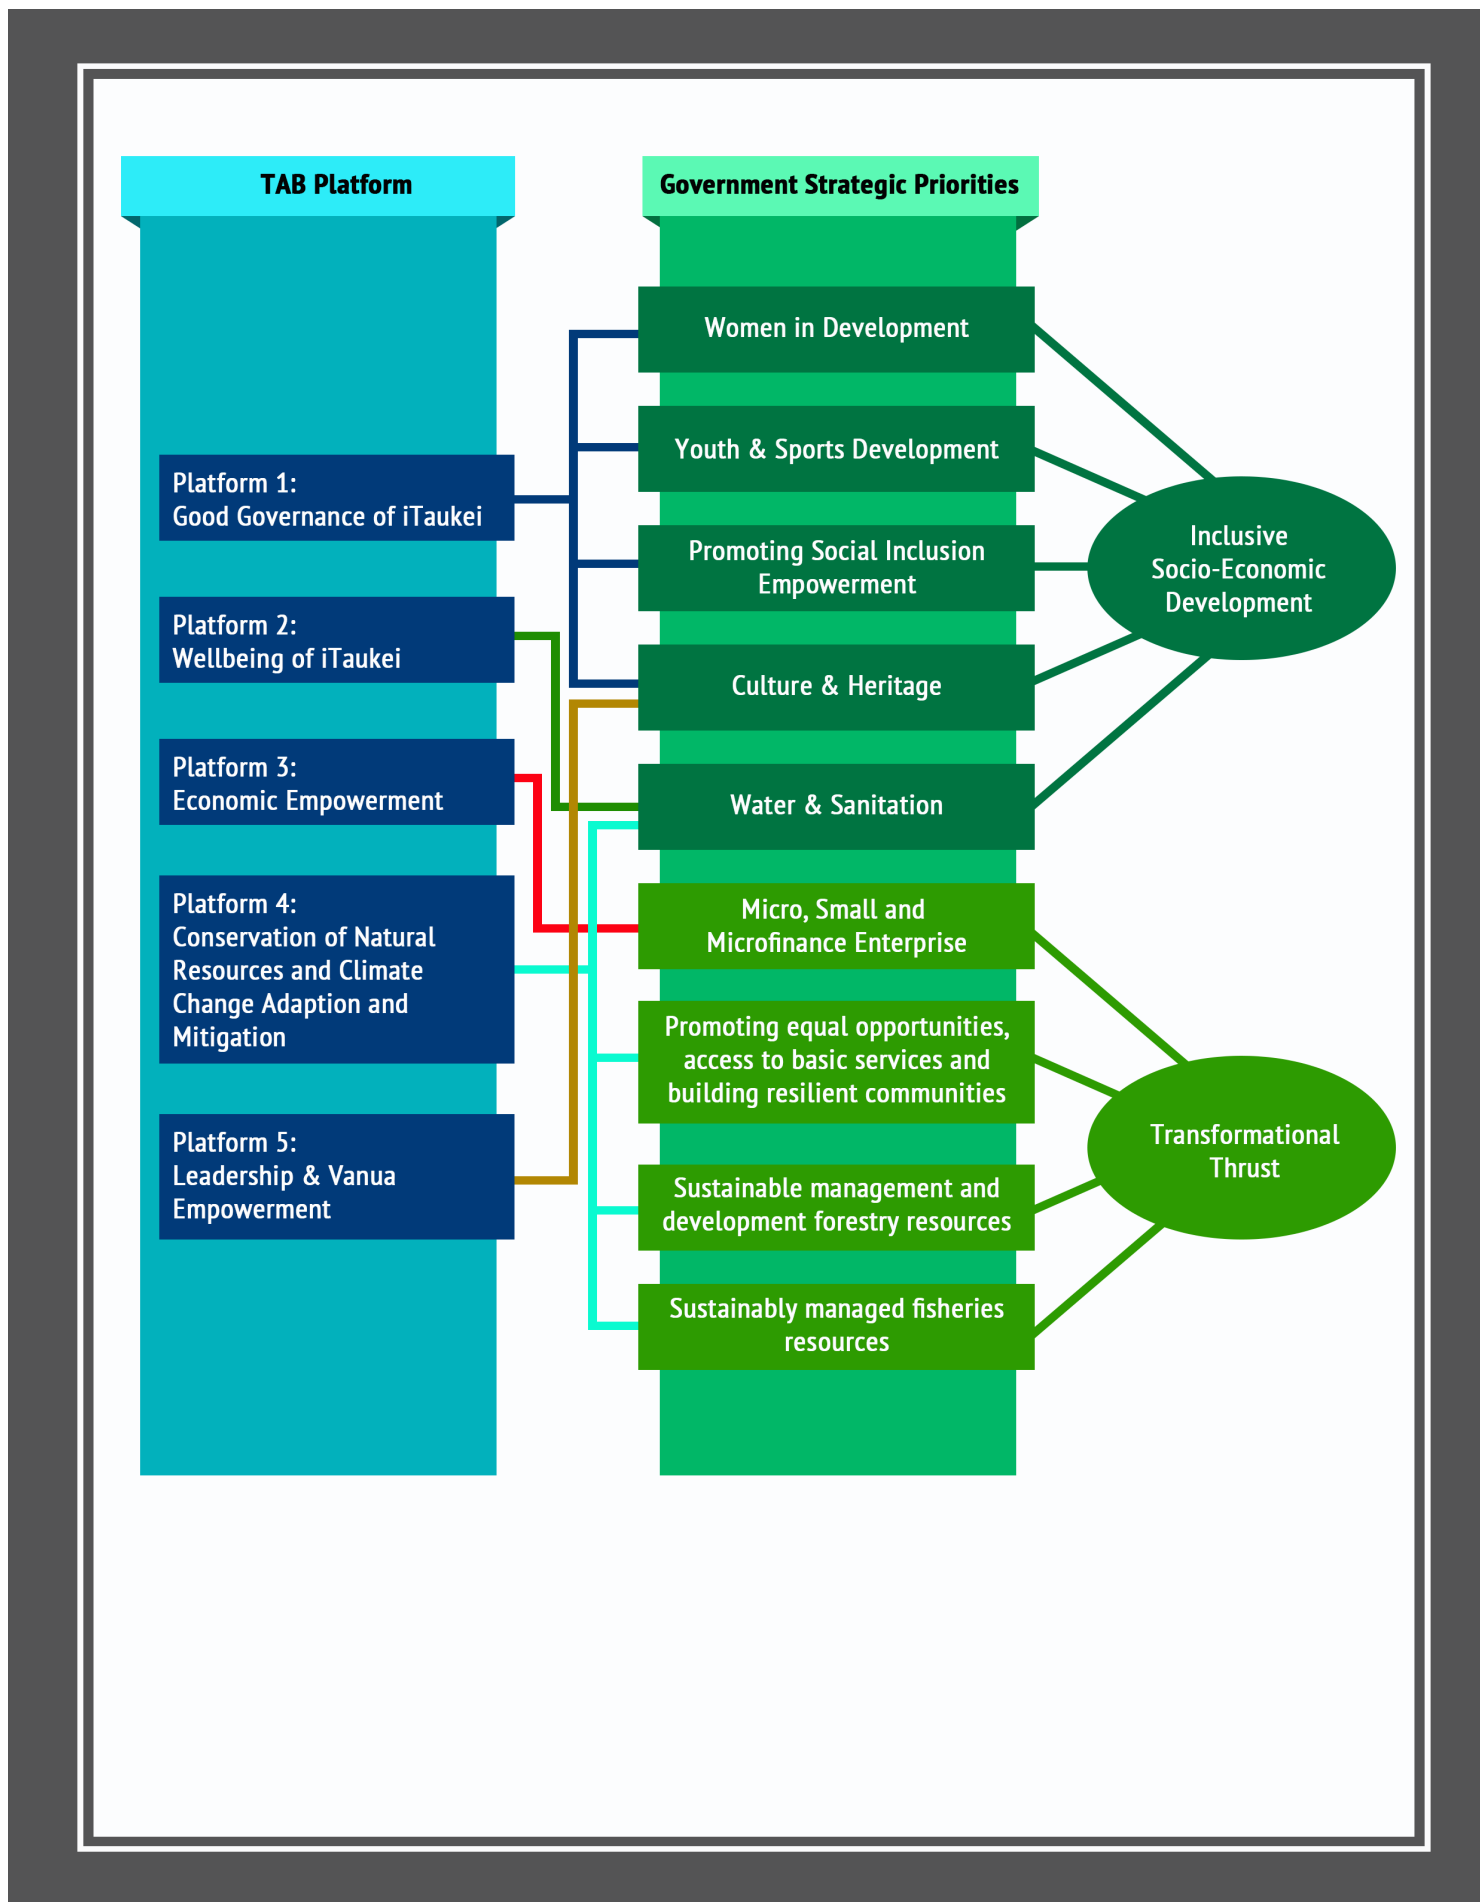 TAB Platform
Platform 1:
Good Governance of iTaukei
Platform 2:
Wellbeing of iTaukei
Platform 3:
Economic Empowerment
Platform 4:
Conservation of Natural
Resources and Climate
Change Adaption and
Mitigation
Platform 5:
Leadership & Vanua
Empowerment
Government Strategic Priorities
Women in Development
Youth & Sports Development
Promoting Social Inclusion
Empowerment
Culture & Heritage
Water & Sanitation
Micro, Small and
Microfinance Enterprise
Promoting equal opportunities,
access to basic services and
building resilient communities
Sustainable management and
development forestry resources
Sustainably managed fisheries
resources
Inclusive
Socio-Economic
Development
Transformational
Thrust